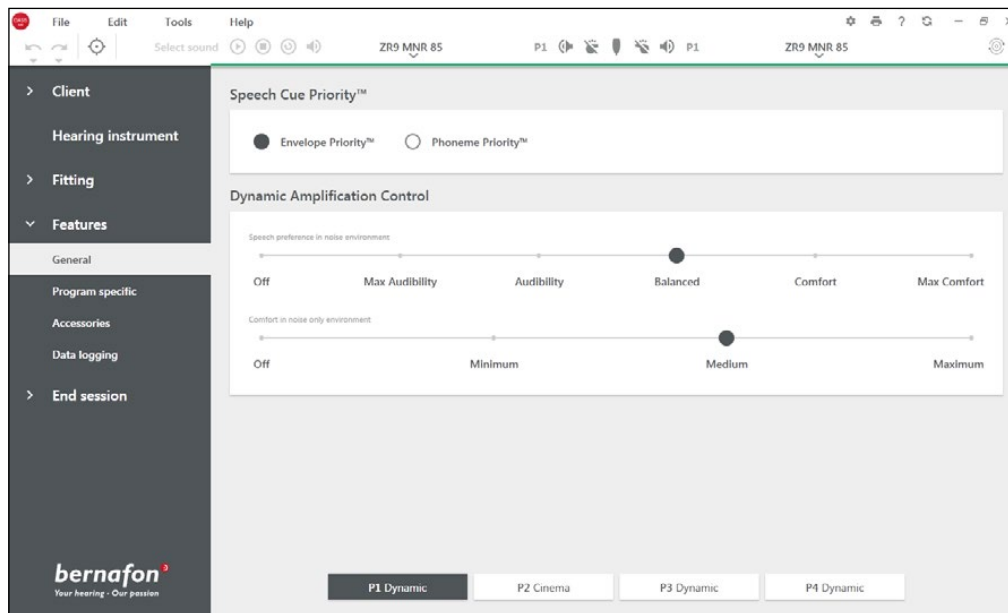 File Edit Tools Help
Select sound ZR9 MNR 85 P1 P1 ZR9 MNR 85
Client
Hearing instrument
Fitting
Features
General
Program specific
Accessories
Data logging
End session
bernafon
Your hearing · Our passion
Speech Cue Priority™
Envelope Priority™ Phoneme Priority™
Dynamic Amplification Control
Speech preference in noise environment
Off Max Audibility Audibility Balanced Comfort Max Comfort
Comfort in noise only environment
Off Minimum Medium Maximum
P1 Dynamic P2 Cinema P3 Dynamic P4 Dynamic